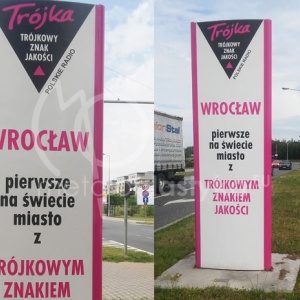 Trójka
TRÓJKOWY
ZNAK
JAKOŚCI
POLSKIE RADIO
WROCŁAW
pierwsze
na świecie
miasto
z
TRÓJKOWYM
ZNAKIEM
Trójka
TRÓJKOWY
ZNAK
JAKOŚCI
POLSKIE RADIO
WROCŁAW
pierwsze
na świecie
miasto
z
TRÓJKOWYM
ZNAKIEM
JAKOŚCI